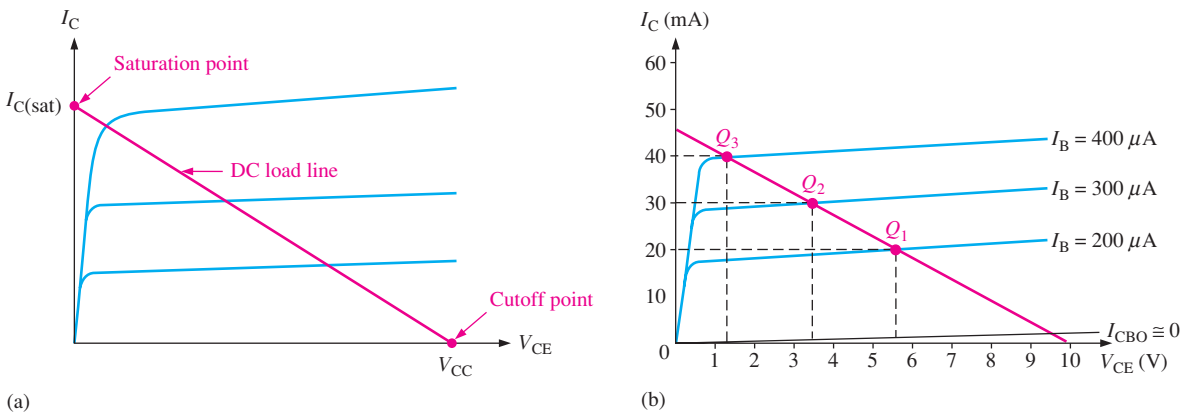 I_C
Saturation point
I_C(sat)
DC load line
Cutoff point
V_CC
V_CE
(a)
I_C (mA)
60
50
40
30
20
10
0
Q_3
Q_2
Q_1
I_B = 400 μA
I_B = 300 μA
I_B = 200 μA
I_CBO ≅ 0
1 2 3 4 5 6 7 8 9 10
V_CE (V)
(b)